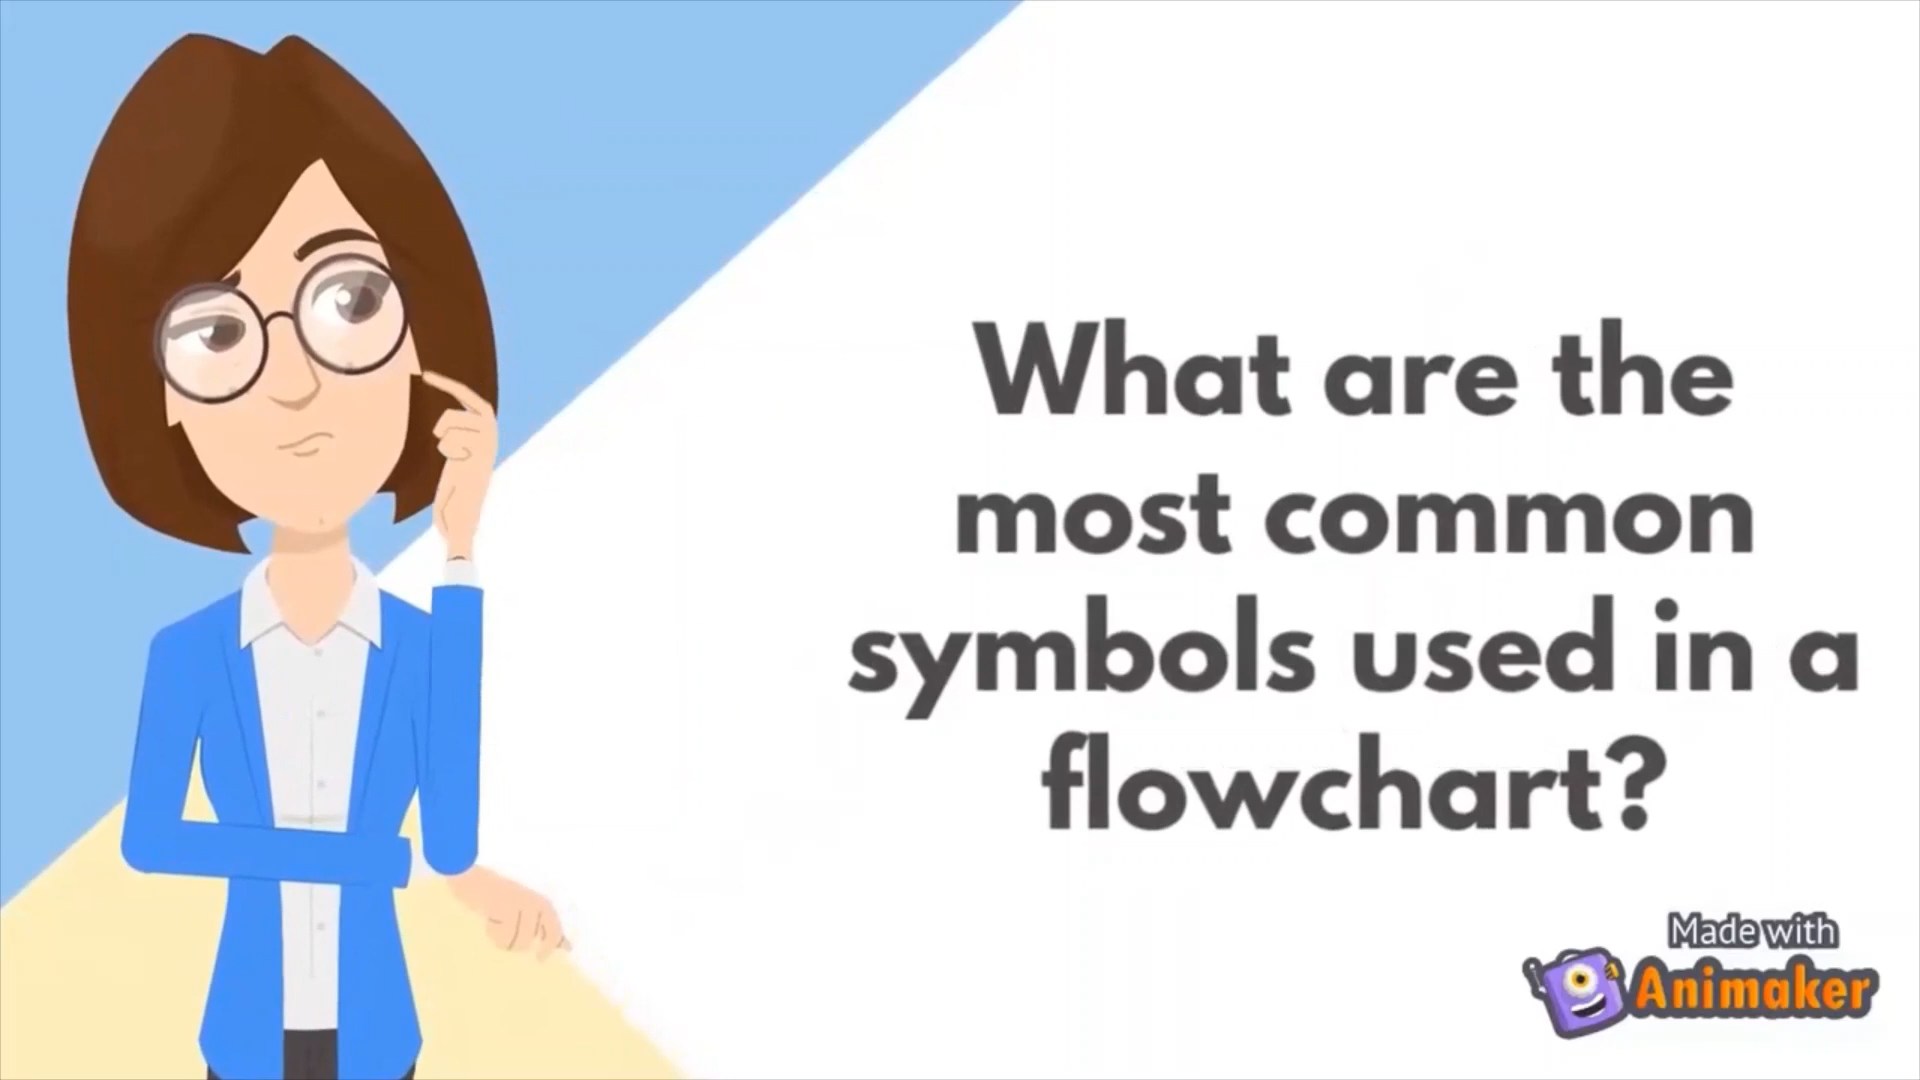 What are the
most common
symbols used in a
flowchart?
Made with
Animaker